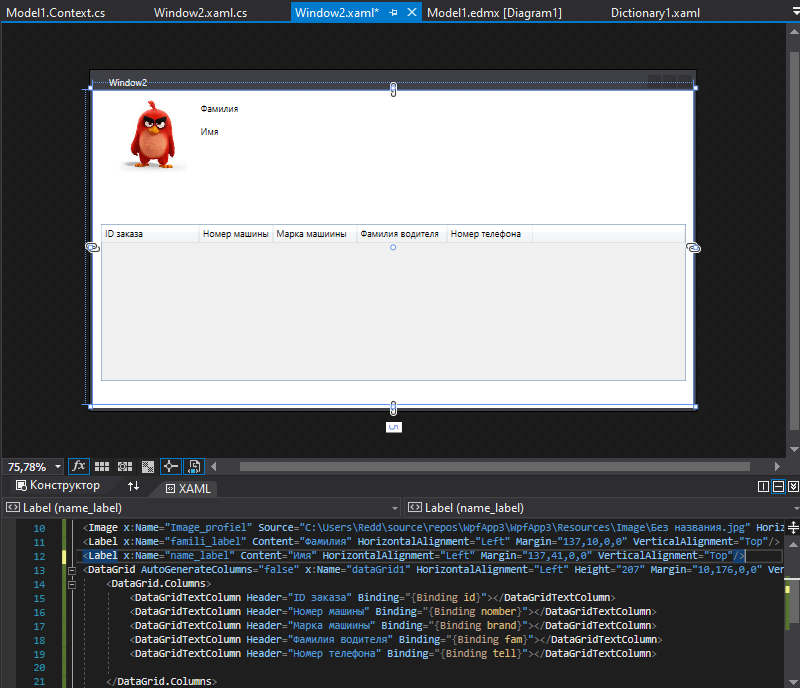 Model1.Context.cs Window2.xaml.cs Window2.xaml* Model1.edmx [Diagram1] Dictionary1.xaml
Window2
Фамилия
Имя
ID заказа Номер машины Марка машиины Фамилия водителя Номер телефона
75,78% fx
Конструктор XAML
Label (name_label) Label (name_label)
10 <Image x:Name="Image_profiel" Source="C:\Users\Redd\source\repos\WpfApp3\WpfApp3\Resources\Image\Без названия.jpg" Horiz
11 <Label x:Name="famili_label" Content="Фамилия" HorizontalAlignment="Left" Margin="137,10,0,0" VerticalAlignment="Top"/>
12 <Label x:Name="name_label" Content="Имя" HorizontalAlignment="Left" Margin="137,41,0,0" VerticalAlignment="Top"/>
13 <DataGrid AutoGenerateColumns="false" x:Name="dataGrid1" HorizontalAlignment="Left" Height="207" Margin="10,176,0,0" Ver
14 <DataGrid.Columns>
15 <DataGridTextColumn Header="ID заказа" Binding="{Binding id}"></DataGridTextColumn>
16 <DataGridTextColumn Header="Номер машины" Binding="{Binding nomber}"></DataGridTextColumn>
17 <DataGridTextColumn Header="Марка машиины" Binding="{Binding brand}"></DataGridTextColumn>
18 <DataGridTextColumn Header="Фамилия водителя" Binding="{Binding fam}"></DataGridTextColumn>
19 <DataGridTextColumn Header="Номер телефона" Binding="{Binding tell}"></DataGridTextColumn>
20
21 </DataGrid.Columns>